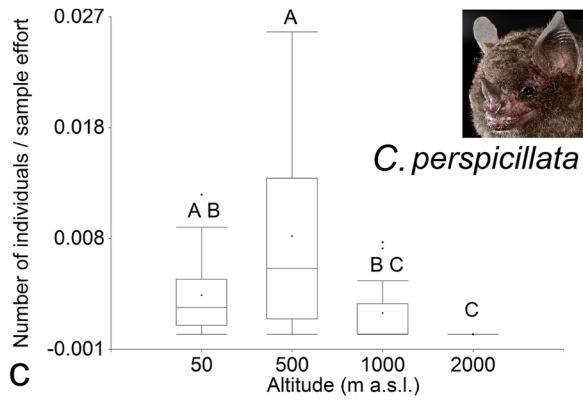 0.027
0.018
0.008
-0.001
Number of individuals / sample effort
A B
A
B C
C
C. perspicillata
50 500 1000 2000
Altitude (m a.s.l.)
C